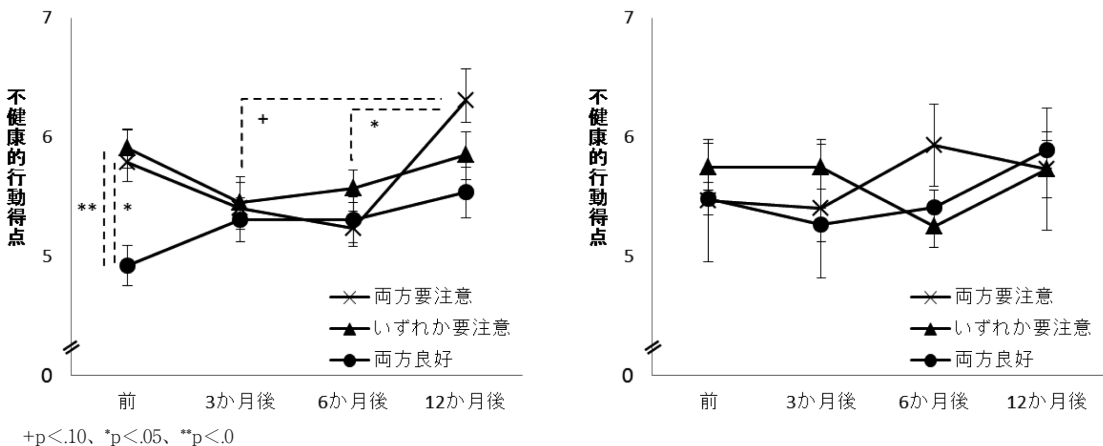 7
6
5
0
不健康的行動得点
**
*
+
*
両方要注意
いずれか要注意
両方良好
前
3か月後
6か月後
12か月後
7
6
5
0
不健康的行動得点
両方要注意
いずれか要注意
両方良好
前
3か月後
6か月後
12か月後
+p<.10、*p<.05、**p<.0